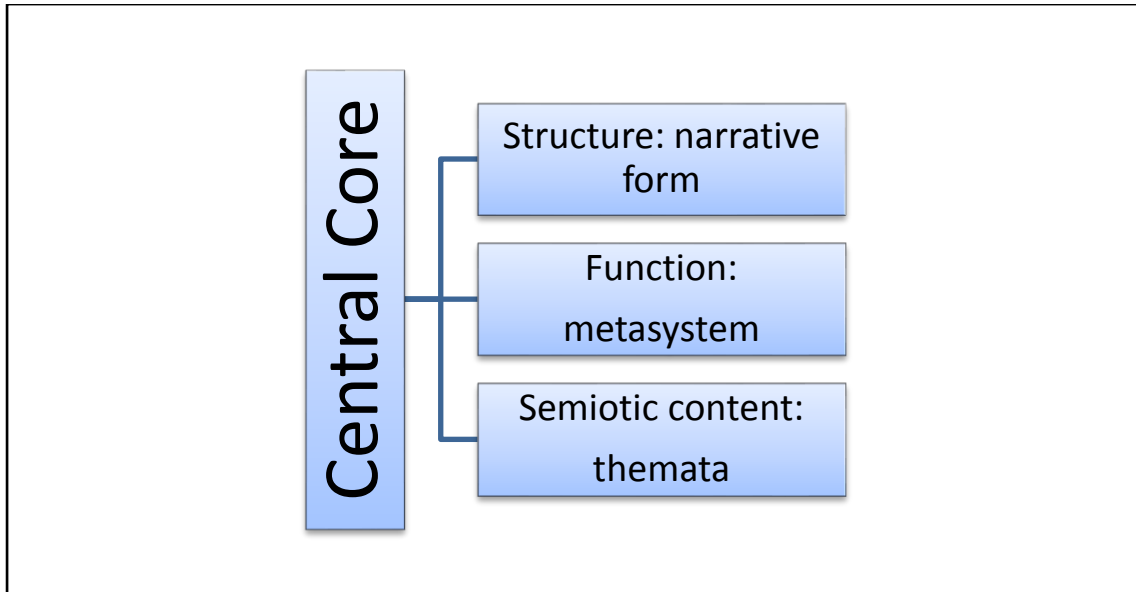 Central Core
Structure: narrative
form
Function:
metasystem
Semiotic content:
themata